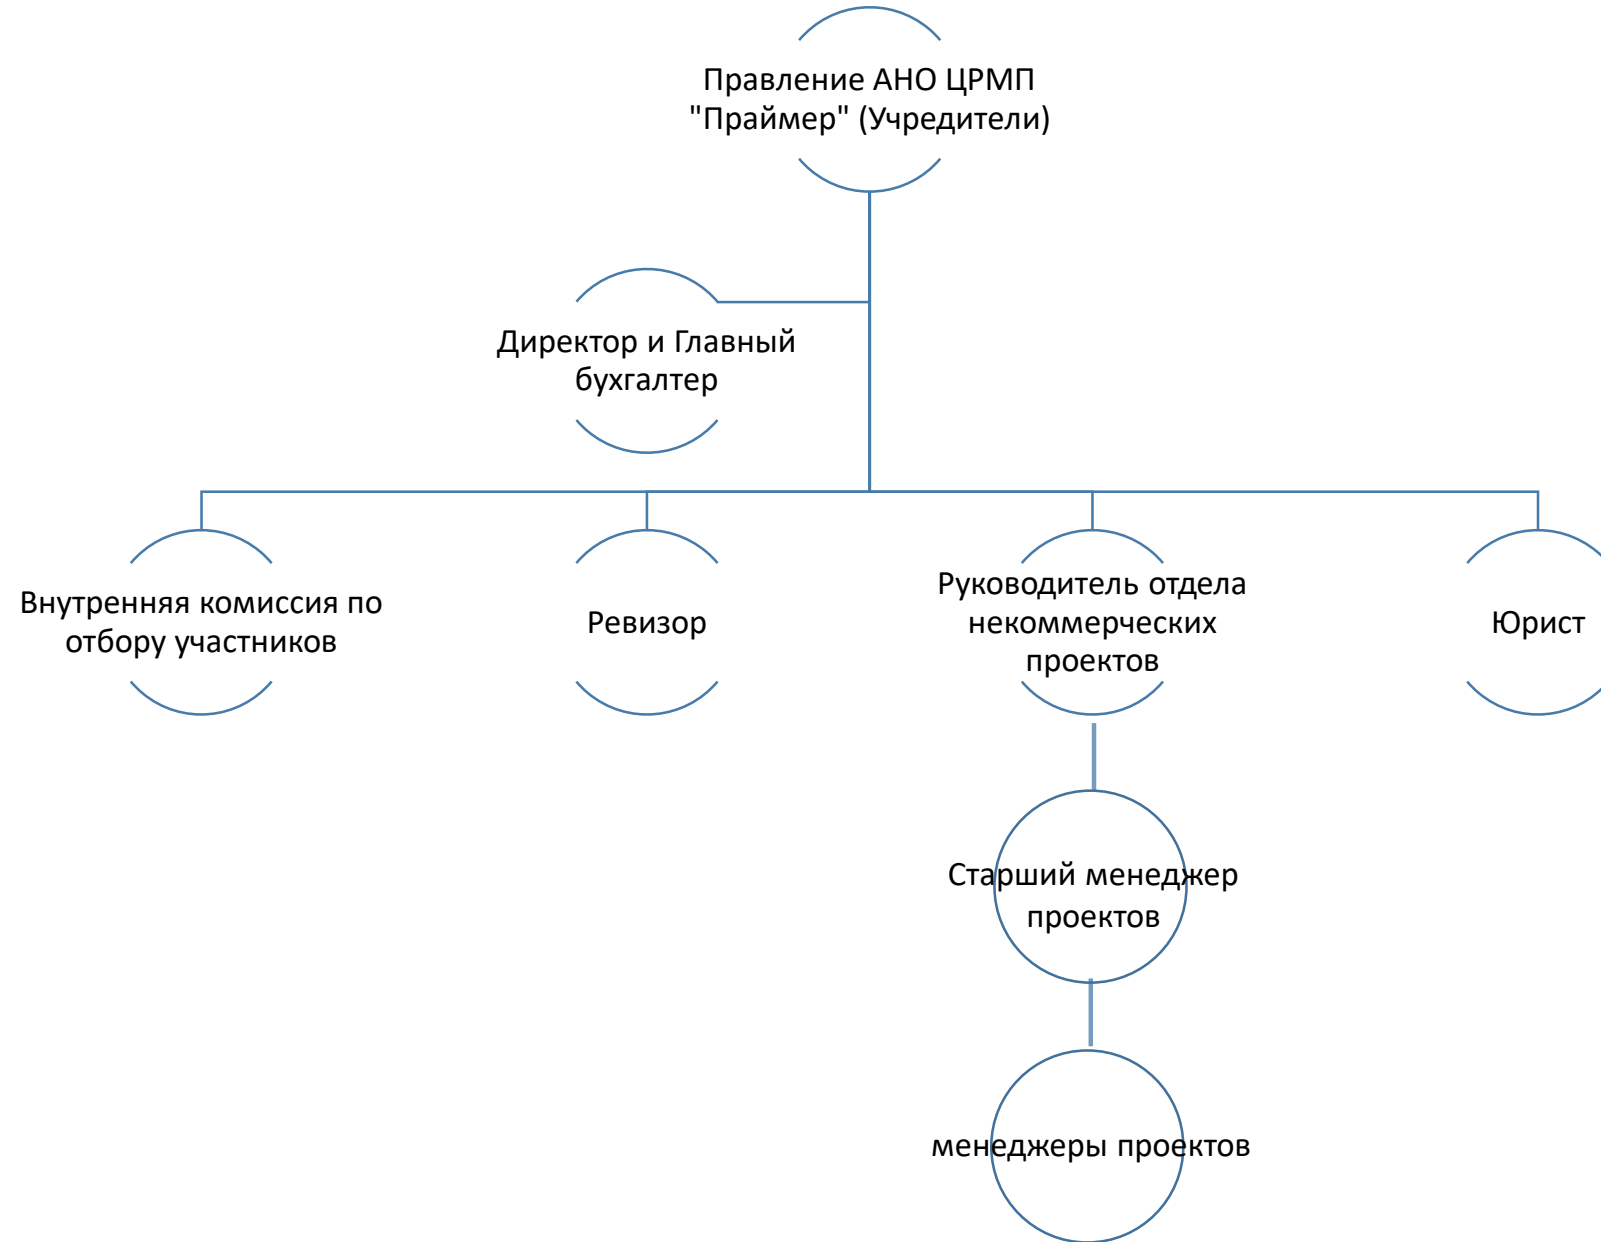 Правление АНО ЦРМП
"Праймер" (Учредители)
Директор и Главный
бухгалтер
Внутренняя комиссия по
отбору участников
Ревизор
Руководитель отдела
некоммерческих
проектов
Юрист
Старший менеджер
проектов
менеджеры проектов